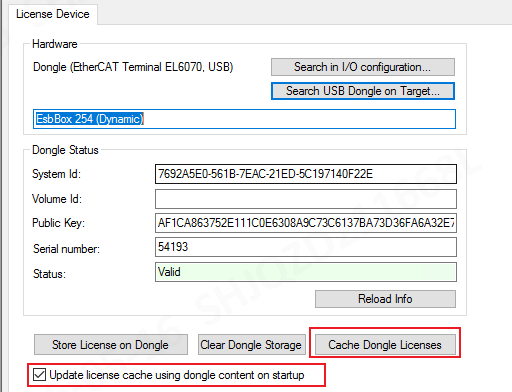 License Device
Hardware
Dongle (EtherCAT Terminal EL6070, USB)
Search in I/O configuration...
Search USB Dongle on Target...
EsbBox 254 (Dynamic)
Dongle Status
System Id:
7692A5E0-561B-7EAC-21ED-5C197140F22E
Volume Id:
Public Key:
AF1CA863752E111C0E6308A9C73C6137BA73D36FA6A32E7
Serial number:
54193
Status:
Valid
Reload Info
Store License on Dongle
Clear Dongle Storage
Cache Dongle Licenses
Update license cache using dongle content on startup